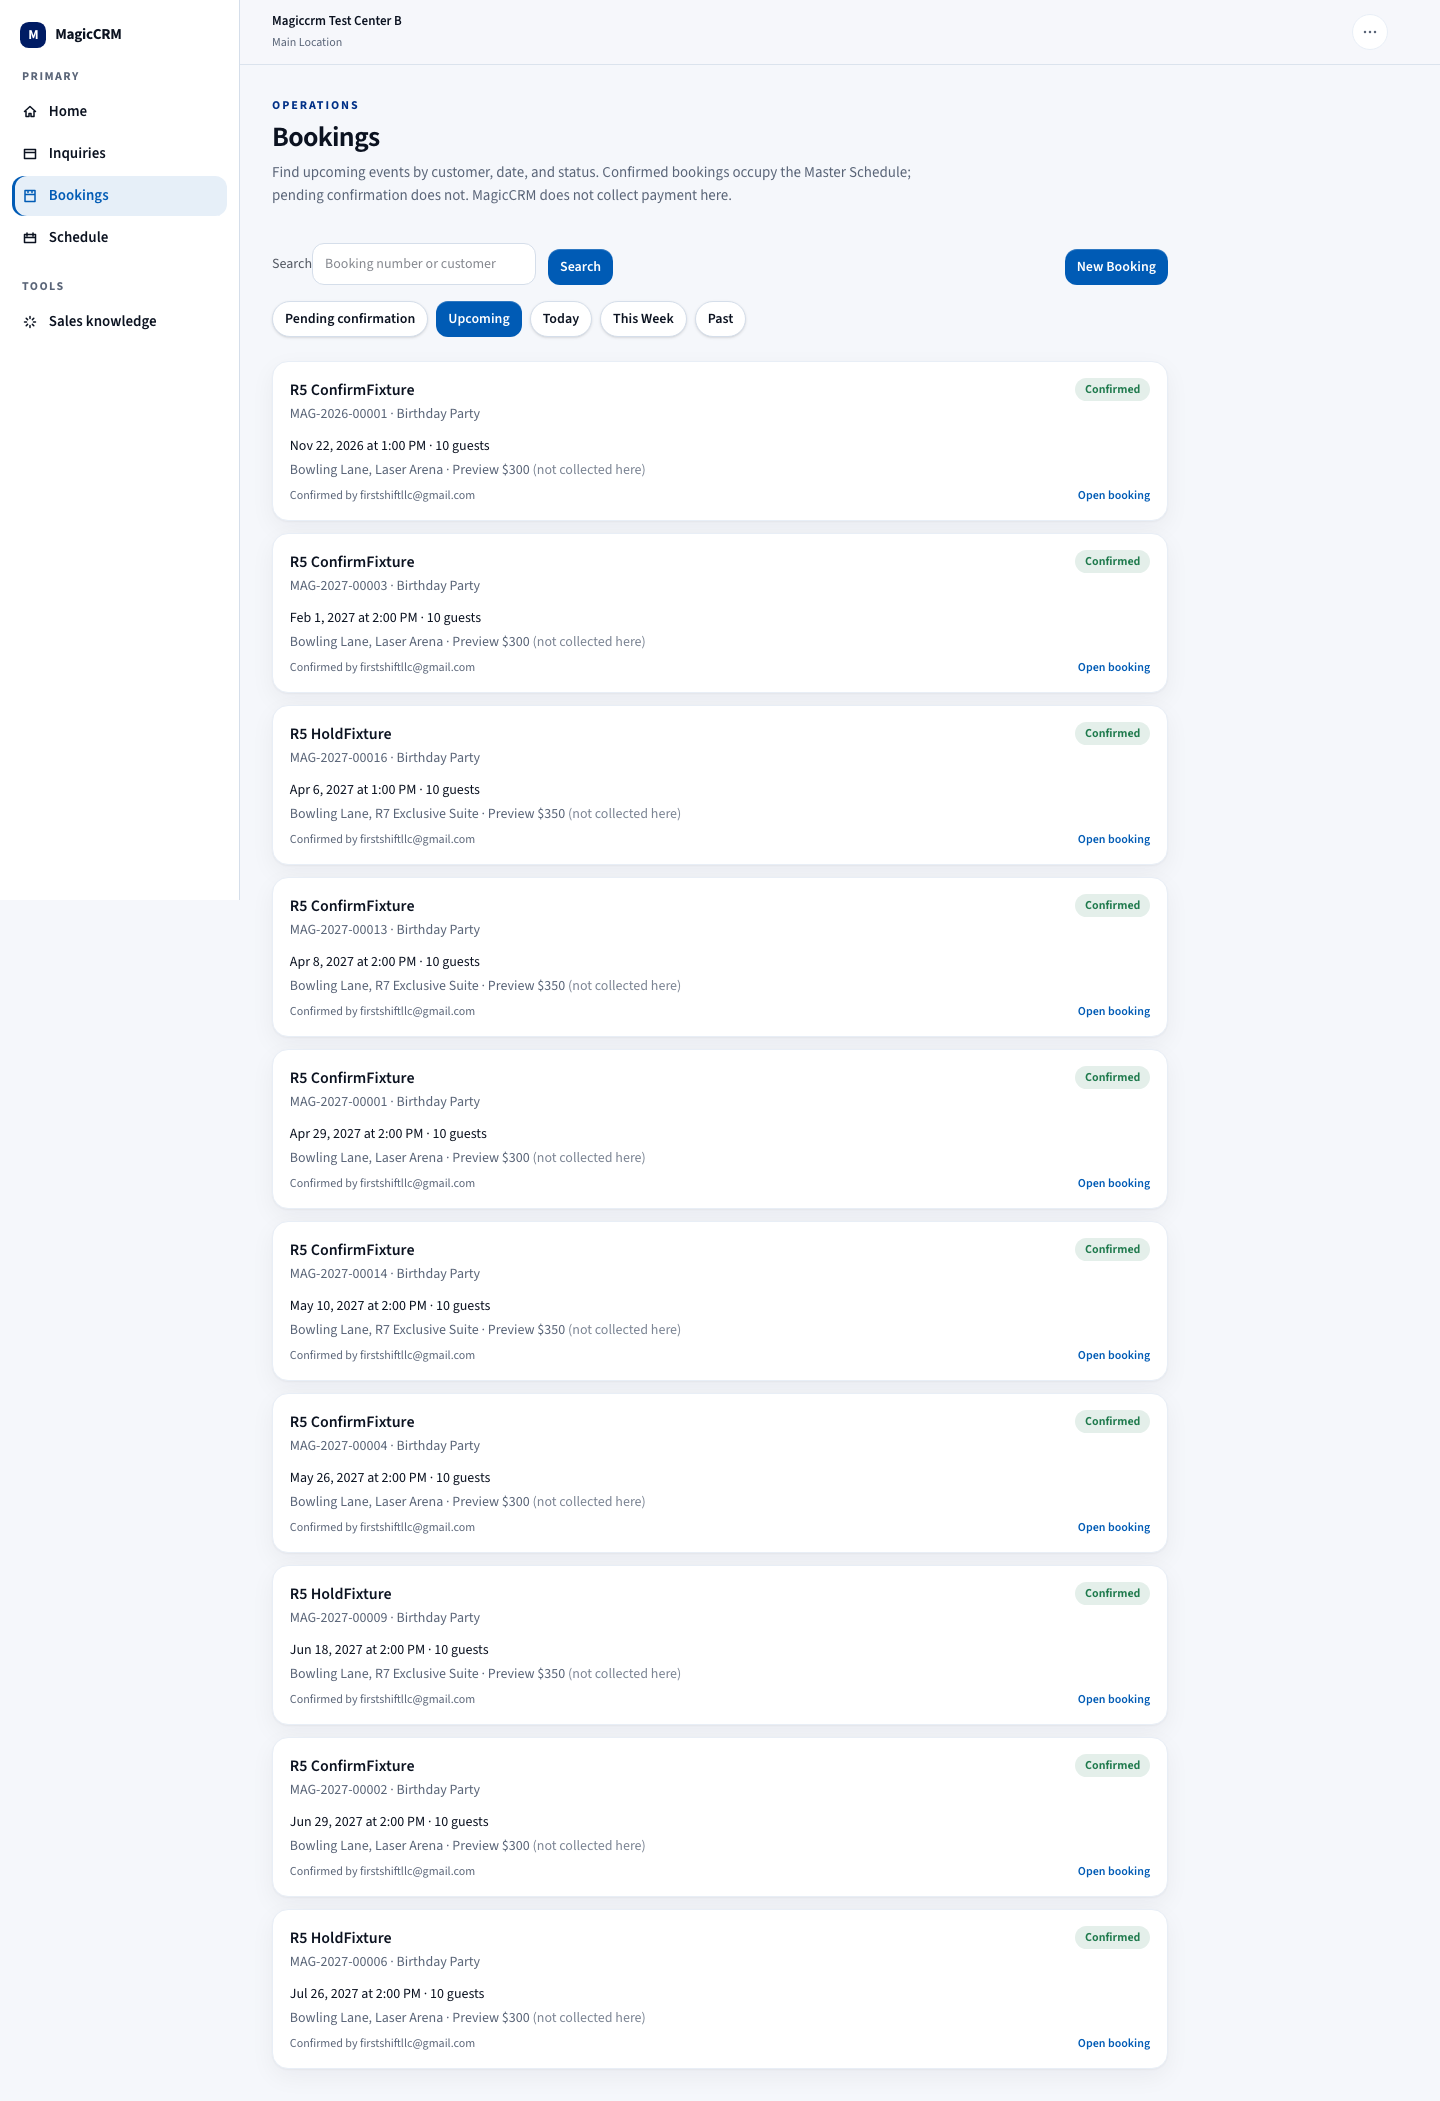 M MagicCRM
PRIMARY
Home
Inquiries
Bookings
Schedule
TOOLS
Sales knowledge
Magiccrm Test Center B
Main Location
OPERATIONS
Bookings
Find upcoming events by customer, date, and status. Confirmed bookings occupy the Master Schedule;
pending confirmation does not. MagicCRM does not collect payment here.
Search Booking number or customer Search New Booking
Pending confirmation Upcoming Today This Week Past
R5 ConfirmFixture Confirmed
MAG-2026-00001 · Birthday Party
Nov 22, 2026 at 1:00 PM · 10 guests
Bowling Lane, Laser Arena · Preview $300 (not collected here)
Confirmed by firstshiftllc@gmail.com Open booking
R5 ConfirmFixture Confirmed
MAG-2027-00003 · Birthday Party
Feb 1, 2027 at 2:00 PM · 10 guests
Bowling Lane, Laser Arena · Preview $300 (not collected here)
Confirmed by firstshiftllc@gmail.com Open booking
R5 HoldFixture Confirmed
MAG-2027-00016 · Birthday Party
Apr 6, 2027 at 1:00 PM · 10 guests
Bowling Lane, R7 Exclusive Suite · Preview $350 (not collected here)
Confirmed by firstshiftllc@gmail.com Open booking
R5 ConfirmFixture Confirmed
MAG-2027-00013 · Birthday Party
Apr 8, 2027 at 2:00 PM · 10 guests
Bowling Lane, R7 Exclusive Suite · Preview $350 (not collected here)
Confirmed by firstshiftllc@gmail.com Open booking
R5 ConfirmFixture Confirmed
MAG-2027-00001 · Birthday Party
Apr 29, 2027 at 2:00 PM · 10 guests
Bowling Lane, Laser Arena · Preview $300 (not collected here)
Confirmed by firstshiftllc@gmail.com Open booking
R5 ConfirmFixture Confirmed
MAG-2027-00014 · Birthday Party
May 10, 2027 at 2:00 PM · 10 guests
Bowling Lane, R7 Exclusive Suite · Preview $350 (not collected here)
Confirmed by firstshiftllc@gmail.com Open booking
R5 ConfirmFixture Confirmed
MAG-2027-00004 · Birthday Party
May 26, 2027 at 2:00 PM · 10 guests
Bowling Lane, Laser Arena · Preview $300 (not collected here)
Confirmed by firstshiftllc@gmail.com Open booking
R5 HoldFixture Confirmed
MAG-2027-00009 · Birthday Party
Jun 18, 2027 at 2:00 PM · 10 guests
Bowling Lane, R7 Exclusive Suite · Preview $350 (not collected here)
Confirmed by firstshiftllc@gmail.com Open booking
R5 ConfirmFixture Confirmed
MAG-2027-00002 · Birthday Party
Jun 29, 2027 at 2:00 PM · 10 guests
Bowling Lane, Laser Arena · Preview $300 (not collected here)
Confirmed by firstshiftllc@gmail.com Open booking
R5 HoldFixture Confirmed
MAG-2027-00006 · Birthday Party
Jul 26, 2027 at 2:00 PM · 10 guests
Bowling Lane, Laser Arena · Preview $300 (not collected here)
Confirmed by firstshiftllc@gmail.com Open booking